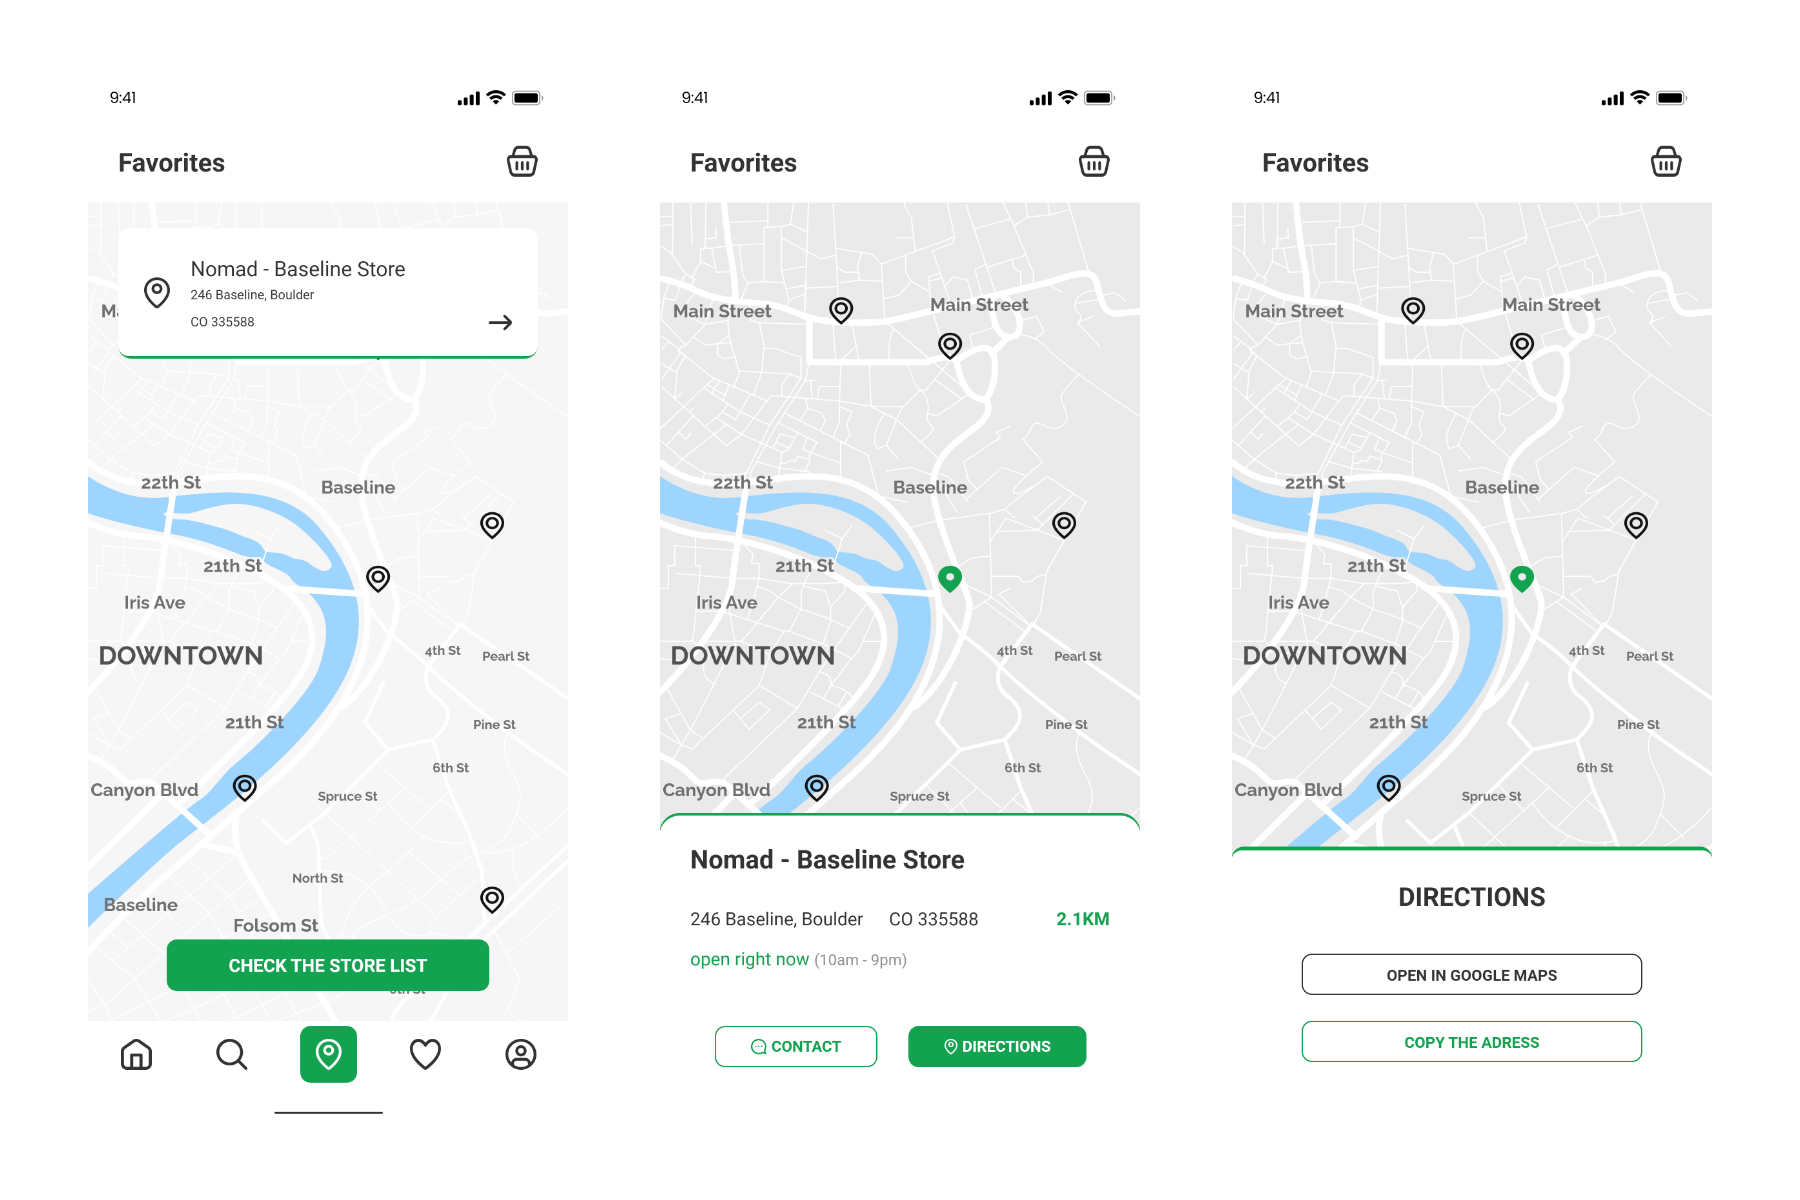 9:41
Favorites
Nomad - Baseline Store
246 Baseline, Boulder
CO 335588
22th St
Baseline
21th St
Iris Ave
DOWNTOWN
4th St
Pearl St
21th St
Pine St
6th St
Canyon Blvd
Spruce St
North St
Baseline
Folsom St
CHECK THE STORE LIST
9:41
Favorites
Main Street
Main Street
22th St
Baseline
21th St
Iris Ave
DOWNTOWN
4th St
Pearl St
21th St
Pine St
6th St
Canyon Blvd
Spruce St
Nomad - Baseline Store
246 Baseline, Boulder CO 335588 2.1KM
open right now (10am - 9pm)
CONTACT
DIRECTIONS
9:41
Favorites
Main Street
Main Street
22th St
Baseline
21th St
Iris Ave
DOWNTOWN
4th St
Pearl St
21th St
Pine St
6th St
Canyon Blvd
Spruce St
DIRECTIONS
OPEN IN GOOGLE MAPS
COPY THE ADRESS